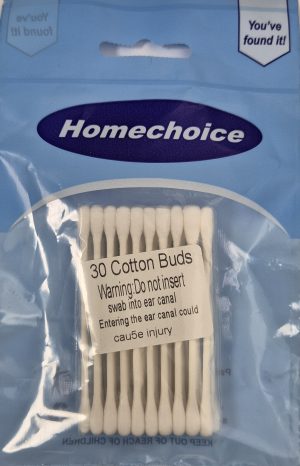 You've
found it!
You've
found it!
Homechoice
30 Cotton Buds
Warning:Do not insert
swab into ear canal
Entering the ear canal could
cau5e injury
KEEP OUT OF REACH OF CHILDREN